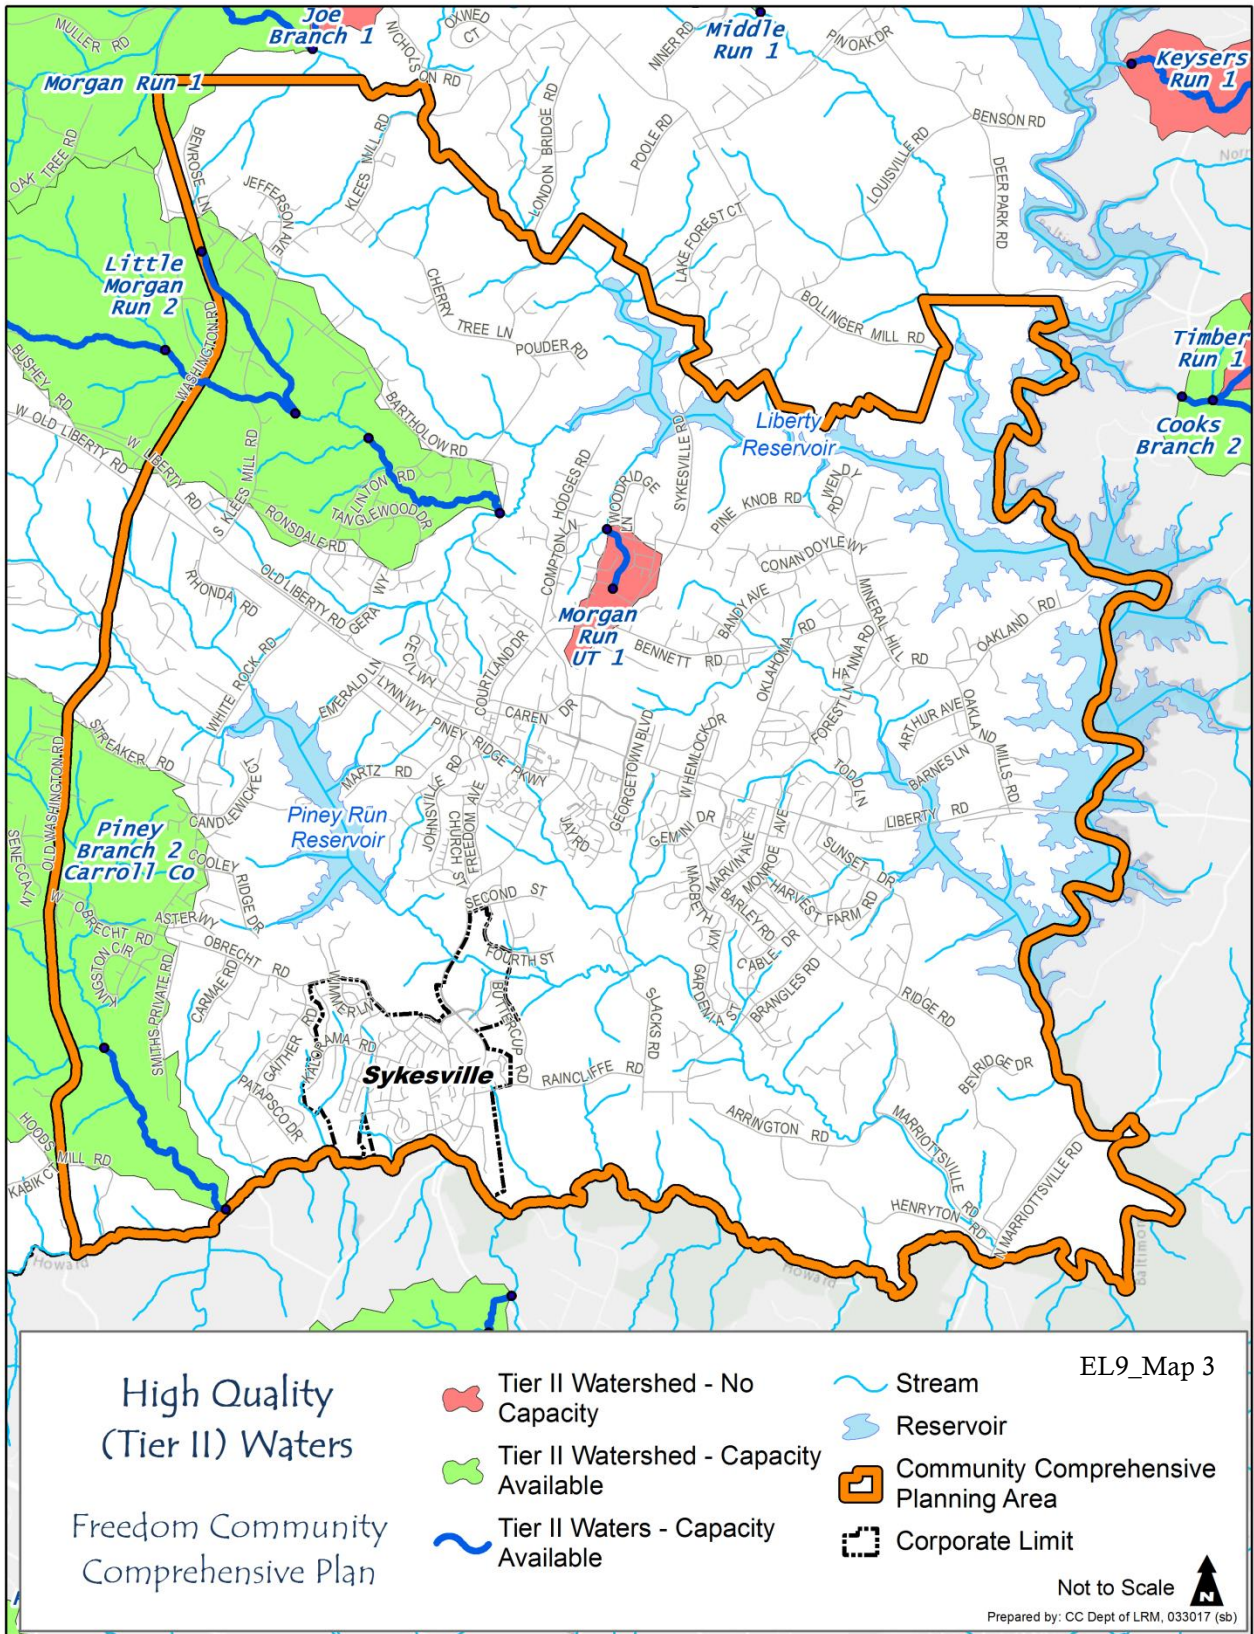 MULLER RD
Joe
Branch 1
OXWED
CT
NICHOLSON RD
NINER RD
Middle
Run 1
PIN OAK DR
Keysers
Run 1
Morgan Run 1
OAK TREE RD
BENROSE LN
JEFFERSON AVE
KLEES MILL RD
LONDON BRIDGE RD
POOLE RD
LOUISVILLE RD
BENSON RD
DEER PARK RD
LAKE FOREST CT
Little
Morgan
Run 2
WASHINGTON RD
CHERRY TREE LN
POUDER RD
BOLLINGER MILL RD
Timber
Run 1
Cooks
Branch 2
BUSHEY RD
W OLD LIBERTY RD
W LIBERTY RD
S KLEES MILL RD
BARTHOLOW RD
LINTON RD
TANGLEWOOD DR
RONSDALE RD
Liberty
Reservoir
HODGES RD
COMPTON LN
WOODRIDGE
LN
SYKESVILLE RD
PINE KNOB RD
WENDY
RD
CONAN DOYLE WY
RHONDA RD
OLD LIBERTY RD
GERA WY
Morgan
Run
UT 1
BENNETT RD
BANDY AVE
OKLAHOMA RD
MINERAL HILL RD
HANNA RD
OAKLAND RD
WHITE ROCK RD
EMERALD LN
CECI WY
LYNN WY
COURTLAND DR
CAREN DR
PINEY RIDGE PKWY
GEORGETOWN BLVD
W HEMLOCK DR
FOREST LN
ARTHUR AVE
OAKLAND MILLS RD
BARNES LN
TODD LN
LIBERTY RD
STREAKER RD
OLD WASHINGTON RD
MARTZ RD
CANDLEWICKE CT
Piney Run
Reservoir
JOHNSVILLE RD
CHURCH ST
FREEDOM AVE
JAY RD
GEMINI DR
MARVIN AVE
MONROE AVE
SUNSET DR
HARVEST FARM RD
BARLEY RD
MACBETH WY
CABLE DR
BRANGLES RD
GARDENIA ST
SENECA LN
Piney
Branch 2
Carroll Co
COOLEY RIDGE DR
W OBRECHT RD
ASTER WY
OBRECHT RD
KINGSTON CIR
SMITHS PRIVATE RD
CARMAE RD
SECOND ST
FOURTH ST
WIMMER LN
BUTTERCUP RD
SLACKS RD
RIDGE RD
GAITHER RD
KALORAMA RD
PATAPSCO DR
Sykesville
RAINCLIFFE RD
BEVRIDGE DR
ARRINGTON RD
MARRIOTTSVILLE RD
N MARRIOTTSVILLE RD
HENRYTON RD
HOODS MILL RD
KABIK CT
Howard
Howard
Baltimore
High Quality
(Tier II) Waters
Freedom Community
Comprehensive Plan
Tier II Watershed - No
Capacity
Tier II Watershed - Capacity
Available
Tier II Waters - Capacity
Available
EL9_Map 3
Stream
Reservoir
Community Comprehensive
Planning Area
Corporate Limit
Not to Scale
N
Prepared by: CC Dept of LRM, 033017 (sb)